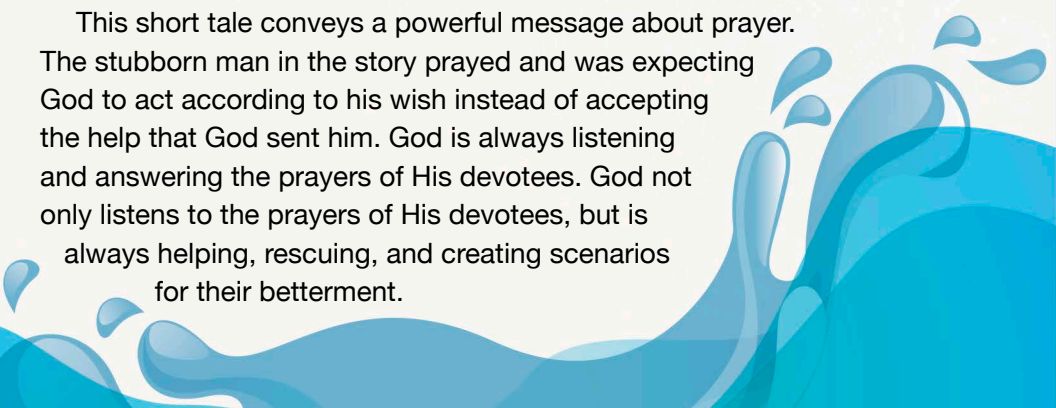 This short tale conveys a powerful message about prayer.
The stubborn man in the story prayed and was expecting
God to act according to his wish instead of accepting
the help that God sent him. God is always listening
and answering the prayers of His devotees. God not
only listens to the prayers of His devotees, but is
always helping, rescuing, and creating scenarios
for their betterment.